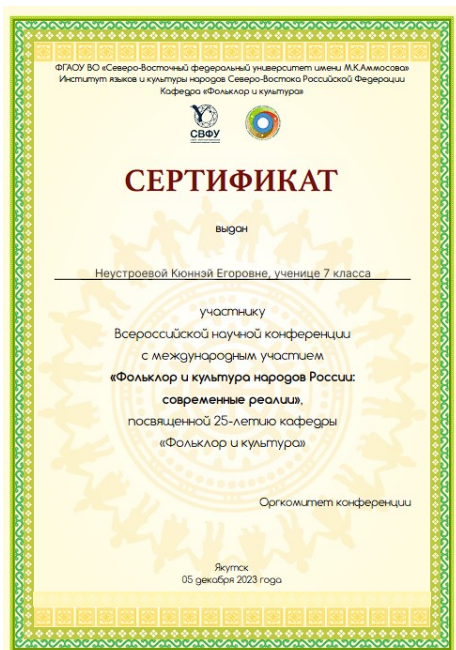 ФГАОУ ВО «Северо-Восточный федеральный университет имени М.К.Аммосова»
Институт языков и культуры народов Северо-Востока Российской Федерации
Кафедра «Фольклор и культура»
СВФУ
СЕРТИФИКАТ
выдан
Неустроевой Кюннэй Егоровне, ученице 7 класса
участнику
Всероссийской научной конференции
с международным участием
«Фольклор и культура народов России:
современные реалии»,
посвященной 25-летию кафедры
«Фольклор и культура»
Оргкомитет конференции
Якутск
05 декабря 2023 года